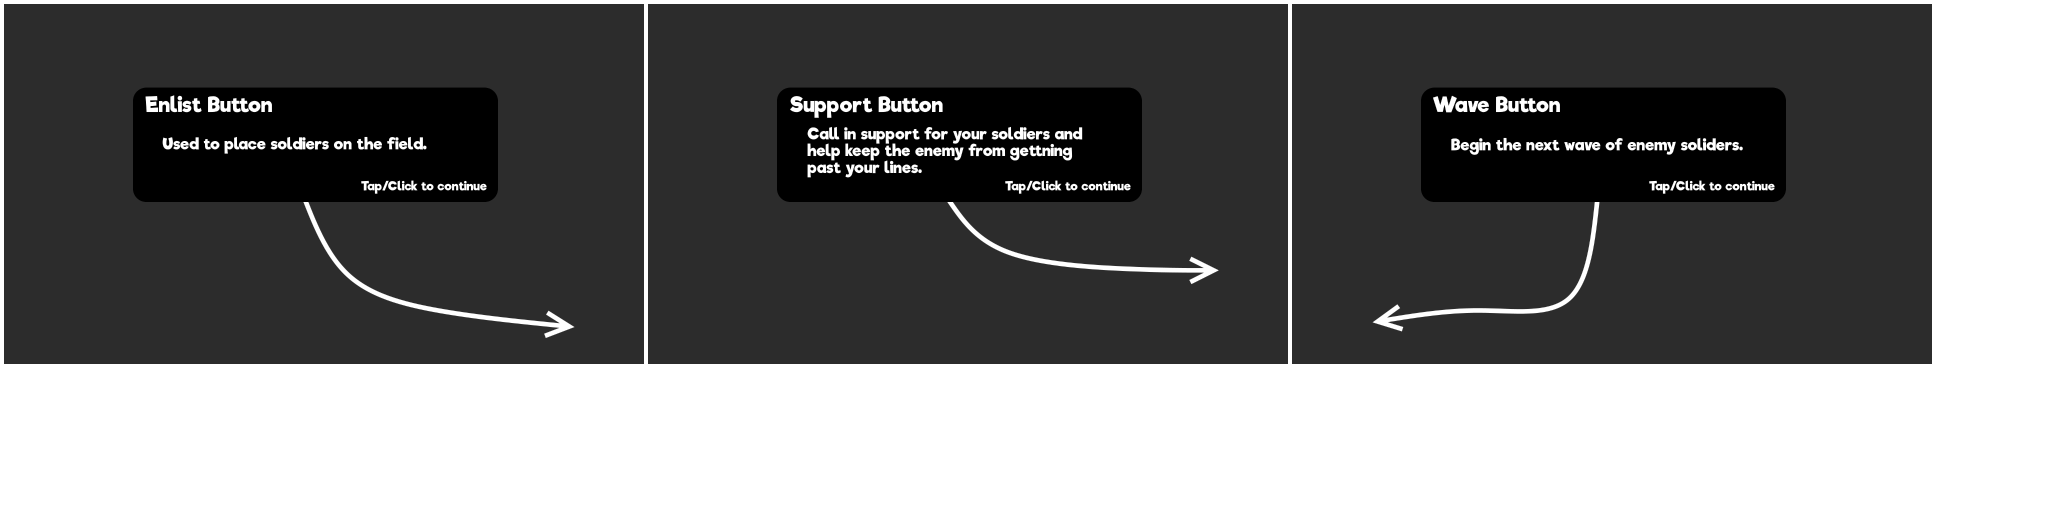 Enlist Button
Used to place soldiers on the field.
Tap/Click to continue
Support Button
Call in support for your soldiers and
help keep the enemy from gettning
past your lines.
Tap/Click to continue
Wave Button
Begin the next wave of enemy soliders.
Tap/Click to continue